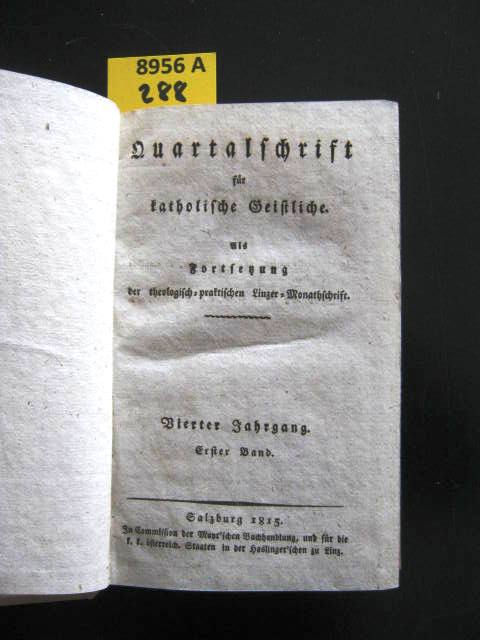 8956 A
288
Quartalschrift
für
katholische Geistliche.
Als
Fortsetzung
der theologisch-praktischen Linzer-Monathschrift.
Vierter Jahrgang.
Erster Band.
Salzburg 1815.
In Commission der Mayr'schen Buchhandlung, und für die
k. k. österreich. Staaten in der Haslinger'schen zu Linz.